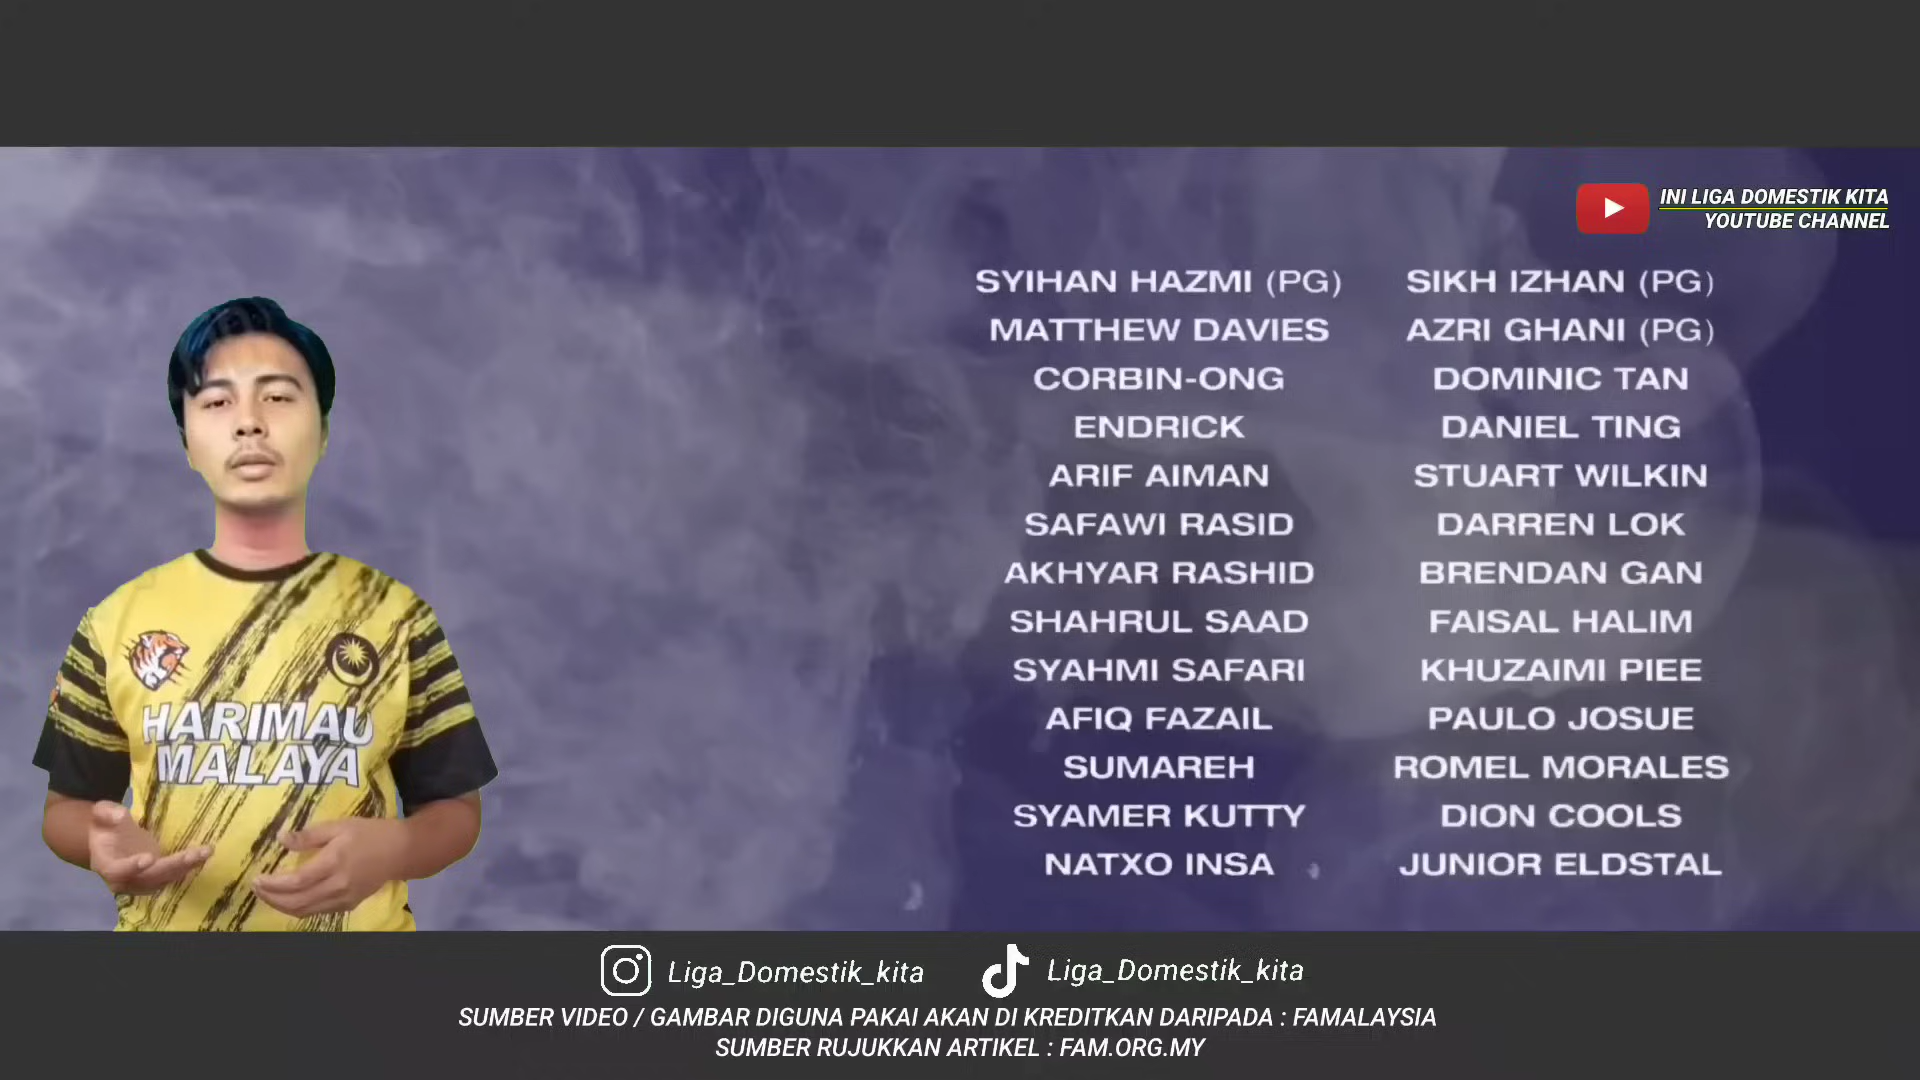 INI LIGA DOMESTIK KITA
YOUTUBE CHANNEL
SYIHAN HAZMI (PG)
MATTHEW DAVIES
CORBIN-ONG
ENDRICK
ARIF AIMAN
SAFAWI RASID
AKHYAR RASHID
SHAHRUL SAAD
SYAHMI SAFARI
AFIQ FAZAIL
SUMAREH
SYAMER KUTTY
NATXO INSA
SIKH IZHAN (PG)
AZRI GHANI (PG)
DOMINIC TAN
DANIEL TING
STUART WILKIN
DARREN LOK
BRENDAN GAN
FAISAL HALIM
KHUZAIMI PIEE
PAULO JOSUE
ROMEL MORALES
DION COOLS
JUNIOR ELDSTAL
HARIMAU
MALAYA
Liga_Domestik_kita
Liga_Domestik_kita
SUMBER VIDEO / GAMBAR DIGUNA PAKAI AKAN DI KREDITKAN DARIPADA : FAMALAYSIA
SUMBER RUJUKKAN ARTIKEL : FAM.ORG.MY